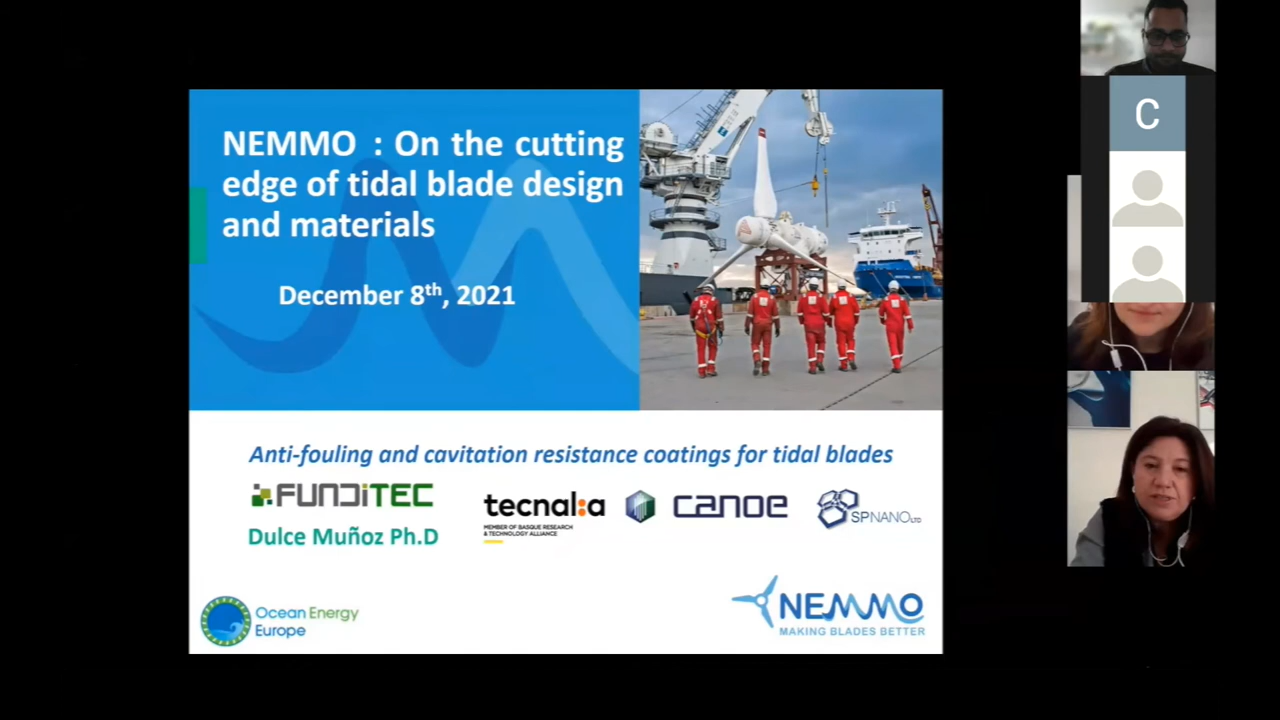 NEMMO : On the cutting
edge of tidal blade design
and materials
December 8th, 2021
Anti-fouling and cavitation resistance coatings for tidal blades
FUNDITEC
Dulce Muñoz Ph.D
tecnal:a
MEMBER OF BASQUE RESEARCH
& TECHNOLOGY ALLIANCE
canoe
SPNANO LTD
Ocean Energy
Europe
NEMMO
MAKING BLADES BETTER
C